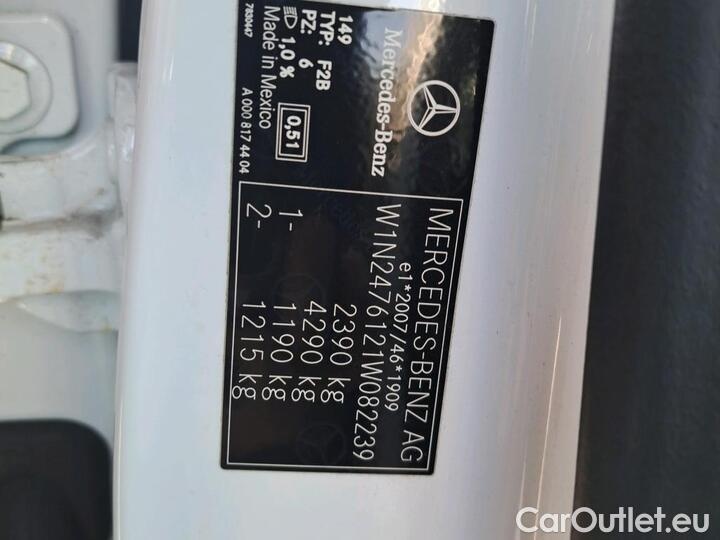 Mercedes-Benz
149
TYP: F2B
PZ: 6
1,0 %
0,51
Made in Mexico
7830447
A 000 817 44 04
MERCEDES-BENZ AG
e1*2007/46*1909
W1N2476121W082239
2390 kg
4290 kg
1- 1190 kg
2- 1215 kg
CarOutlet.eu